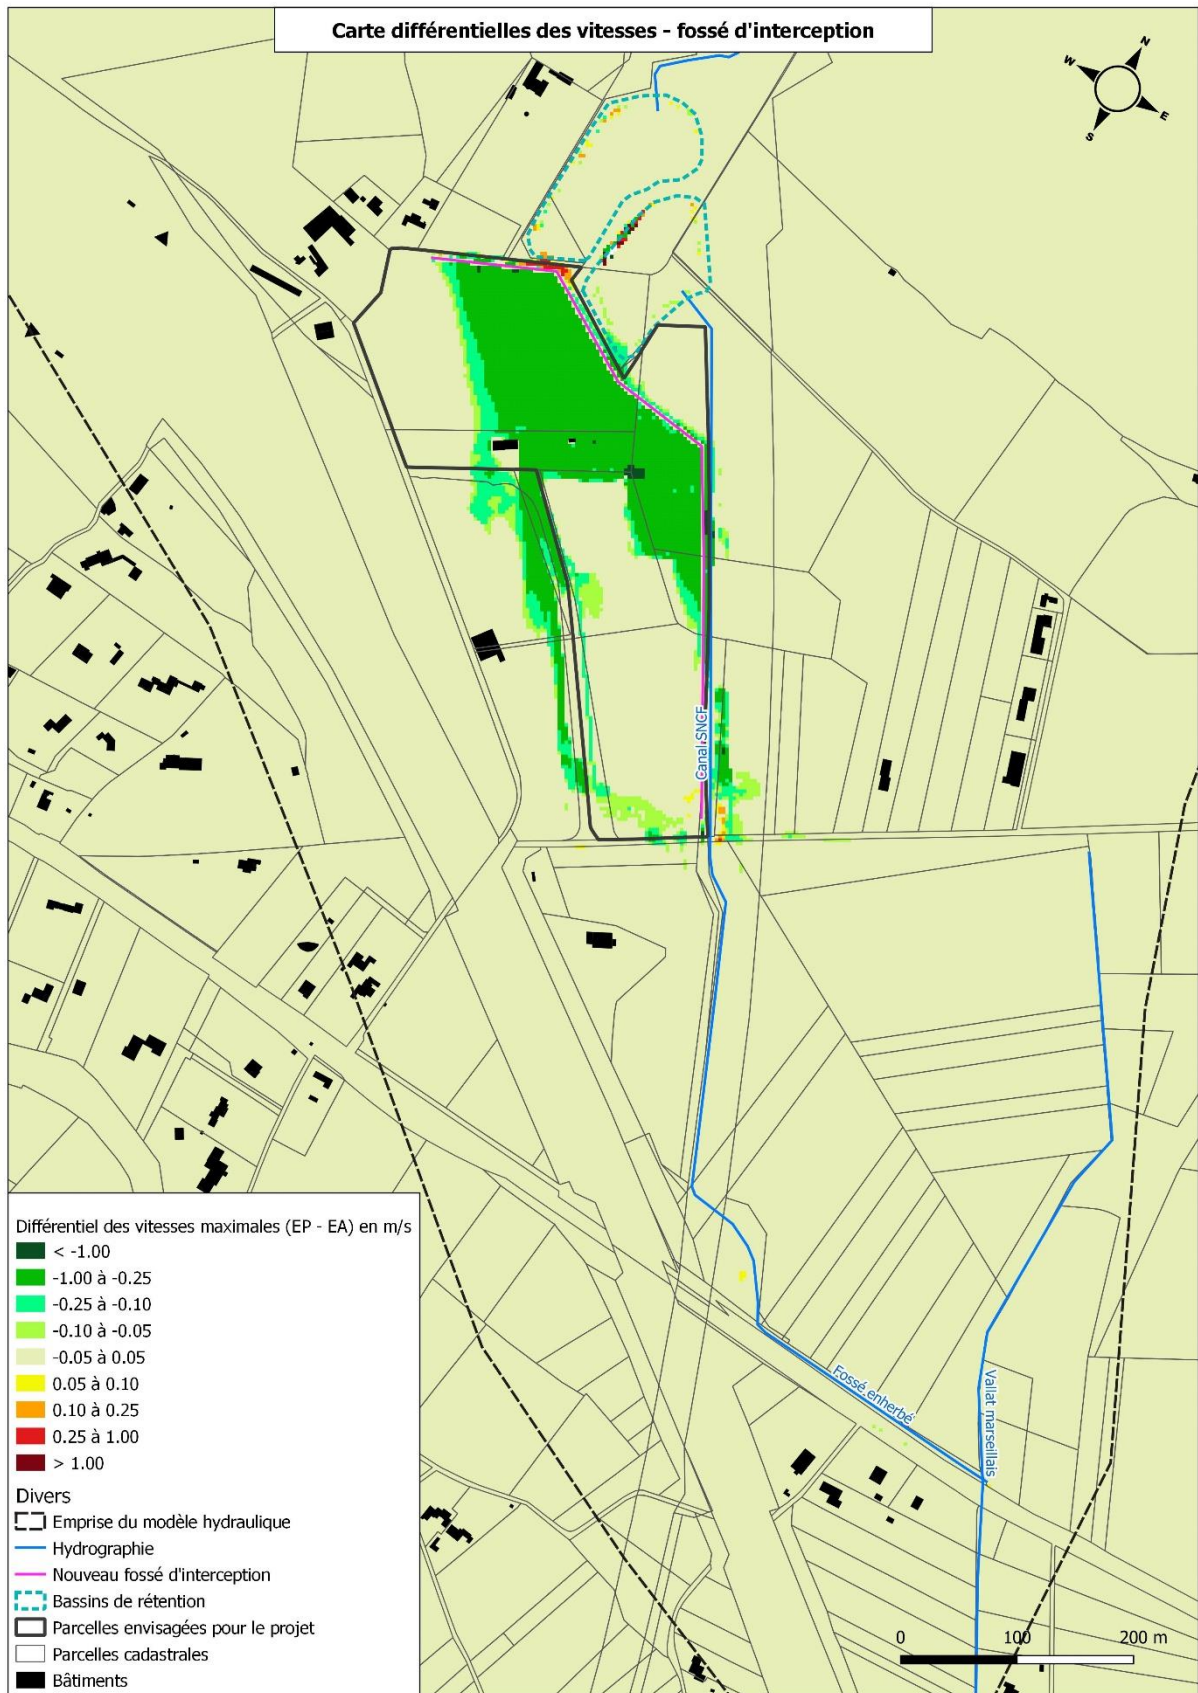 Carte différentielles des vitesses - fossé d'interception
N
W
E
S
Canal SNCF
Fossé enherbé
Vallat marseillais
Différentiel des vitesses maximales (EP - EA) en m/s
< -1.00
-1.00 à -0.25
-0.25 à -0.10
-0.10 à -0.05
-0.05 à 0.05
0.05 à 0.10
0.10 à 0.25
0.25 à 1.00
> 1.00
Divers
Emprise du modèle hydraulique
Hydrographie
Nouveau fossé d'interception
Bassins de rétention
Parcelles envisagées pour le projet
Parcelles cadastrales
Bâtiments
0 100 200 m